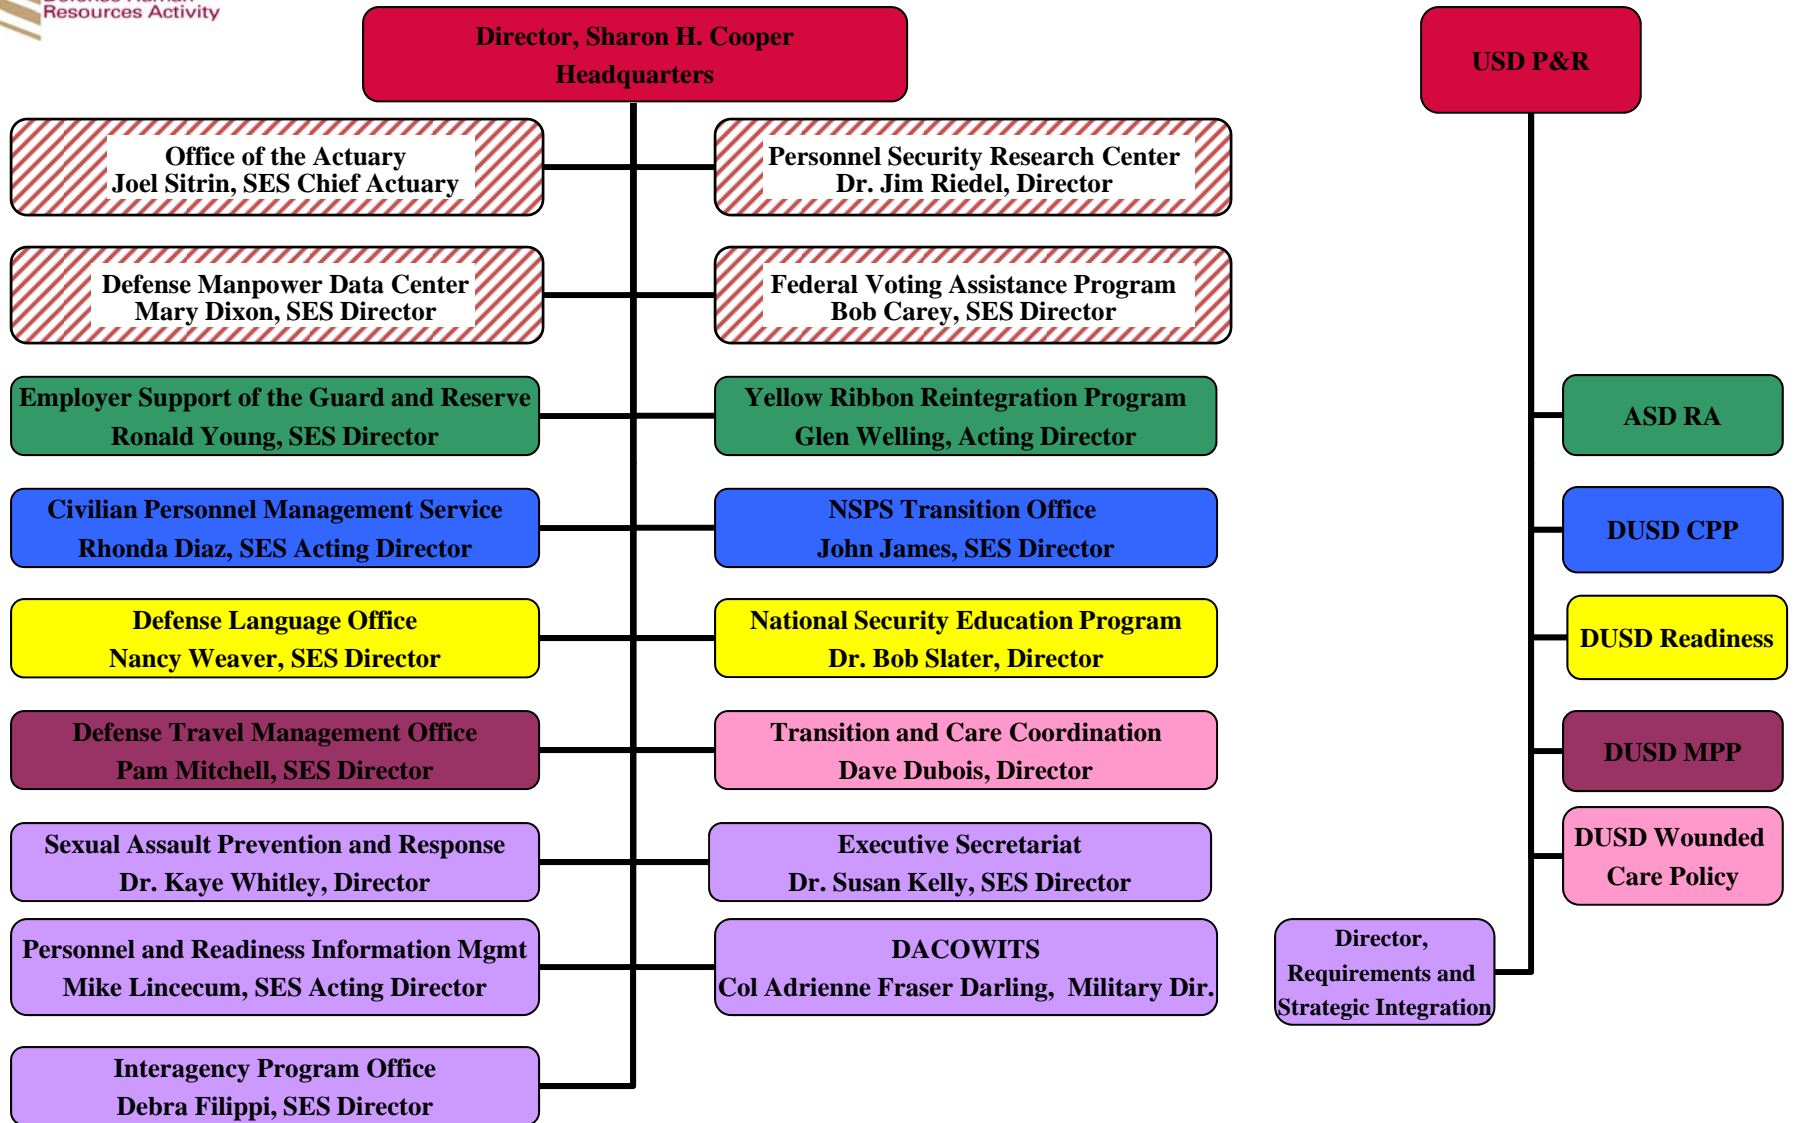 Defense Human
Resources Activity
Director, Sharon H. Cooper
Headquarters
USD P&R
Office of the Actuary
Joel Sitrin, SES Chief Actuary
Personnel Security Research Center
Dr. Jim Riedel, Director
Defense Manpower Data Center
Mary Dixon, SES Director
Federal Voting Assistance Program
Bob Carey, SES Director
Employer Support of the Guard and Reserve
Ronald Young, SES Director
Yellow Ribbon Reintegration Program
Glen Welling, Acting Director
ASD RA
Civilian Personnel Management Service
Rhonda Diaz, SES Acting Director
NSPS Transition Office
John James, SES Director
DUSD CPP
Defense Language Office
Nancy Weaver, SES Director
National Security Education Program
Dr. Bob Slater, Director
DUSD Readiness
Defense Travel Management Office
Pam Mitchell, SES Director
Transition and Care Coordination
Dave Dubois, Director
DUSD MPP
Sexual Assault Prevention and Response
Dr. Kaye Whitley, Director
Executive Secretariat
Dr. Susan Kelly, SES Director
DUSD Wounded
Care Policy
Personnel and Readiness Information Mgmt
Mike Lincecum, SES Acting Director
DACOWITS
Col Adrienne Fraser Darling, Military Dir.
Director,
Requirements and
Strategic Integration
Interagency Program Office
Debra Filippi, SES Director